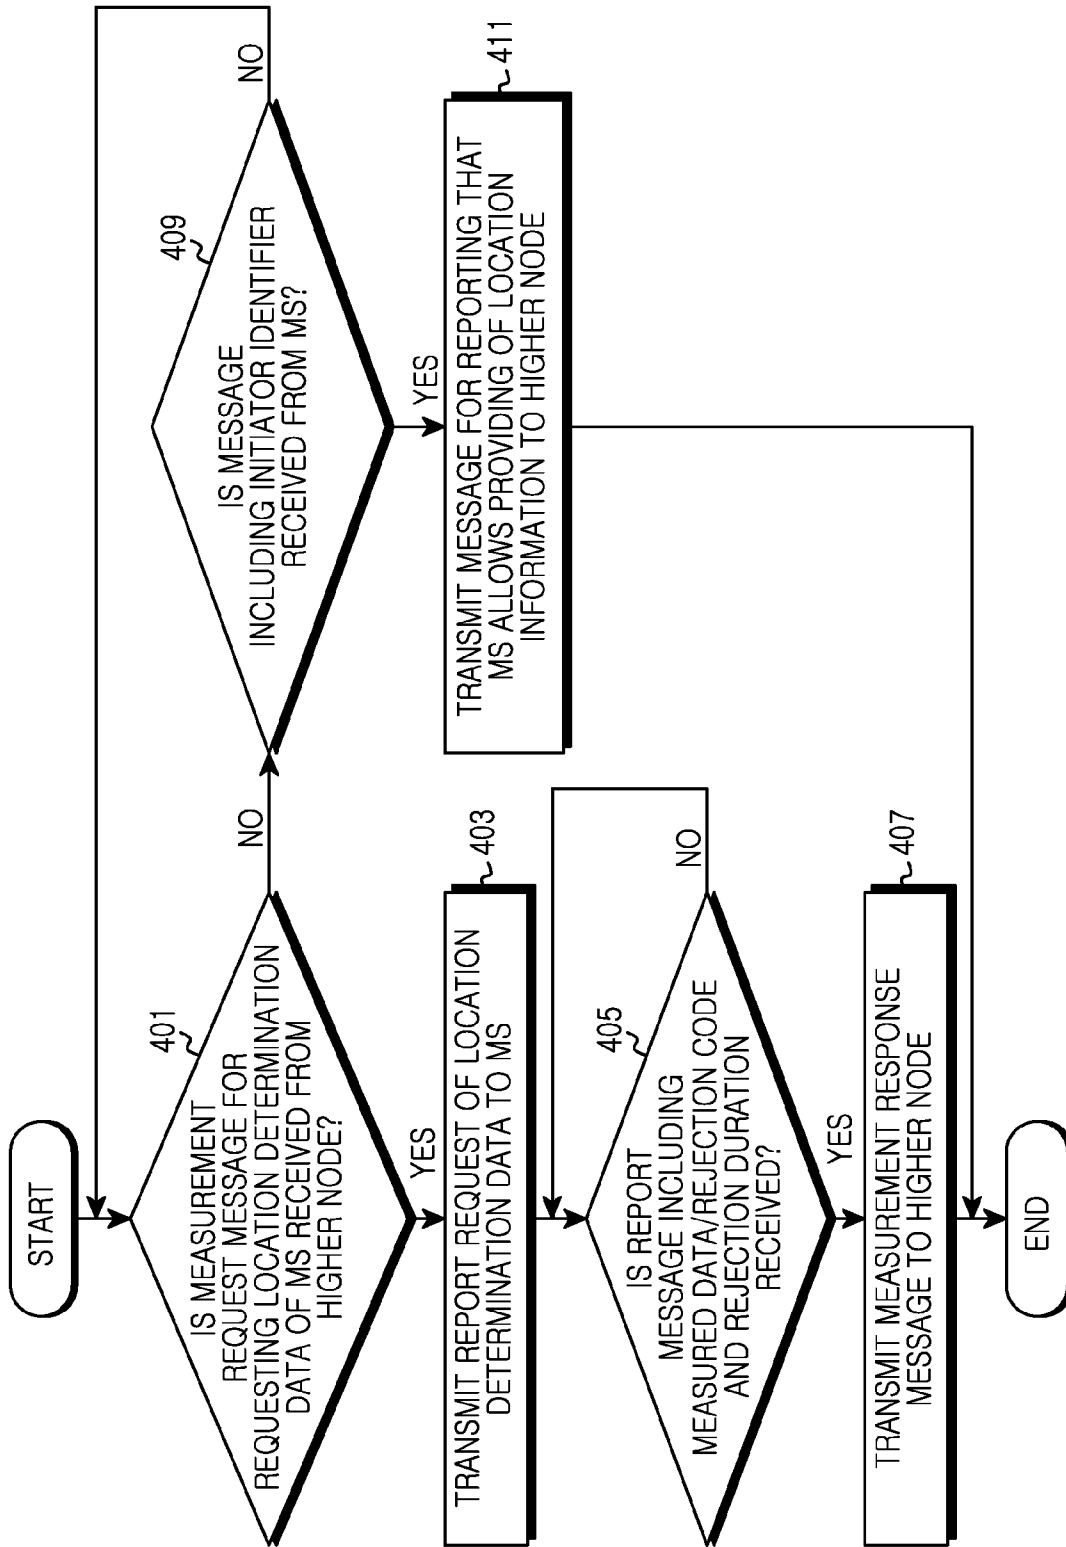 START
401
IS MEASUREMENT
REQUEST MESSAGE FOR
REQUESTING LOCATION DETERMINATION
DATA OF MS RECEIVED FROM
HIGHER NODE?
NO
YES
403
TRANSMIT REPORT REQUEST OF LOCATION
DETERMINATION DATA TO MS
405
IS REPORT
MESSAGE INCLUDING
MEASURED DATA/REJECTION CODE
AND REJECTION DURATION
RECEIVED?
NO
YES
407
TRANSMIT MEASUREMENT RESPONSE
MESSAGE TO HIGHER NODE
END
409
IS MESSAGE
INCLUDING INITIATOR IDENTIFIER
RECEIVED FROM MS?
NO
YES
411
TRANSMIT MESSAGE FOR REPORTING THAT
MS ALLOWS PROVIDING OF LOCATION
INFORMATION TO HIGHER NODE